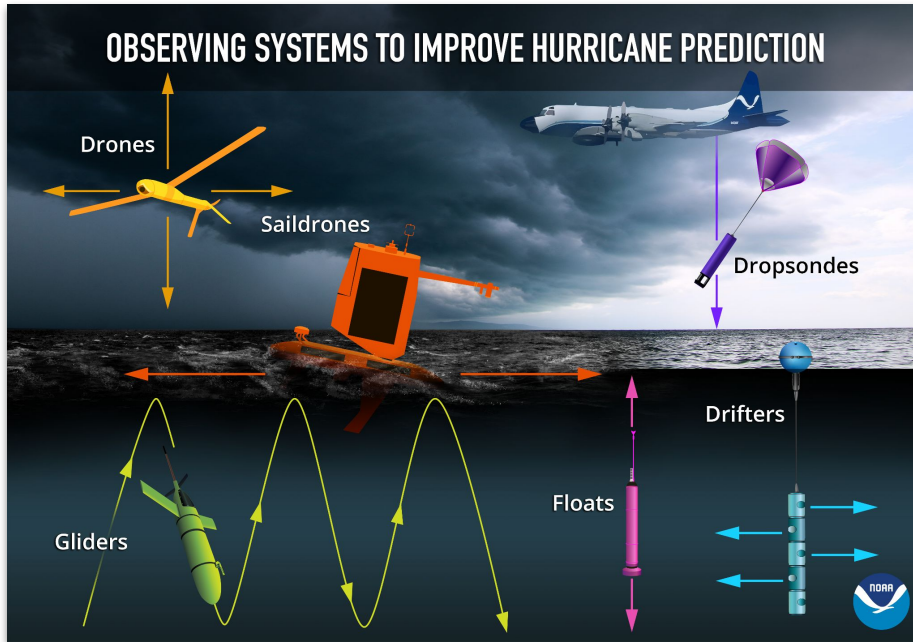 OBSERVING SYSTEMS TO IMPROVE HURRICANE PREDICTION
Drones
Saildrones
Dropsondes
Drifters
Floats
Gliders
NOAA